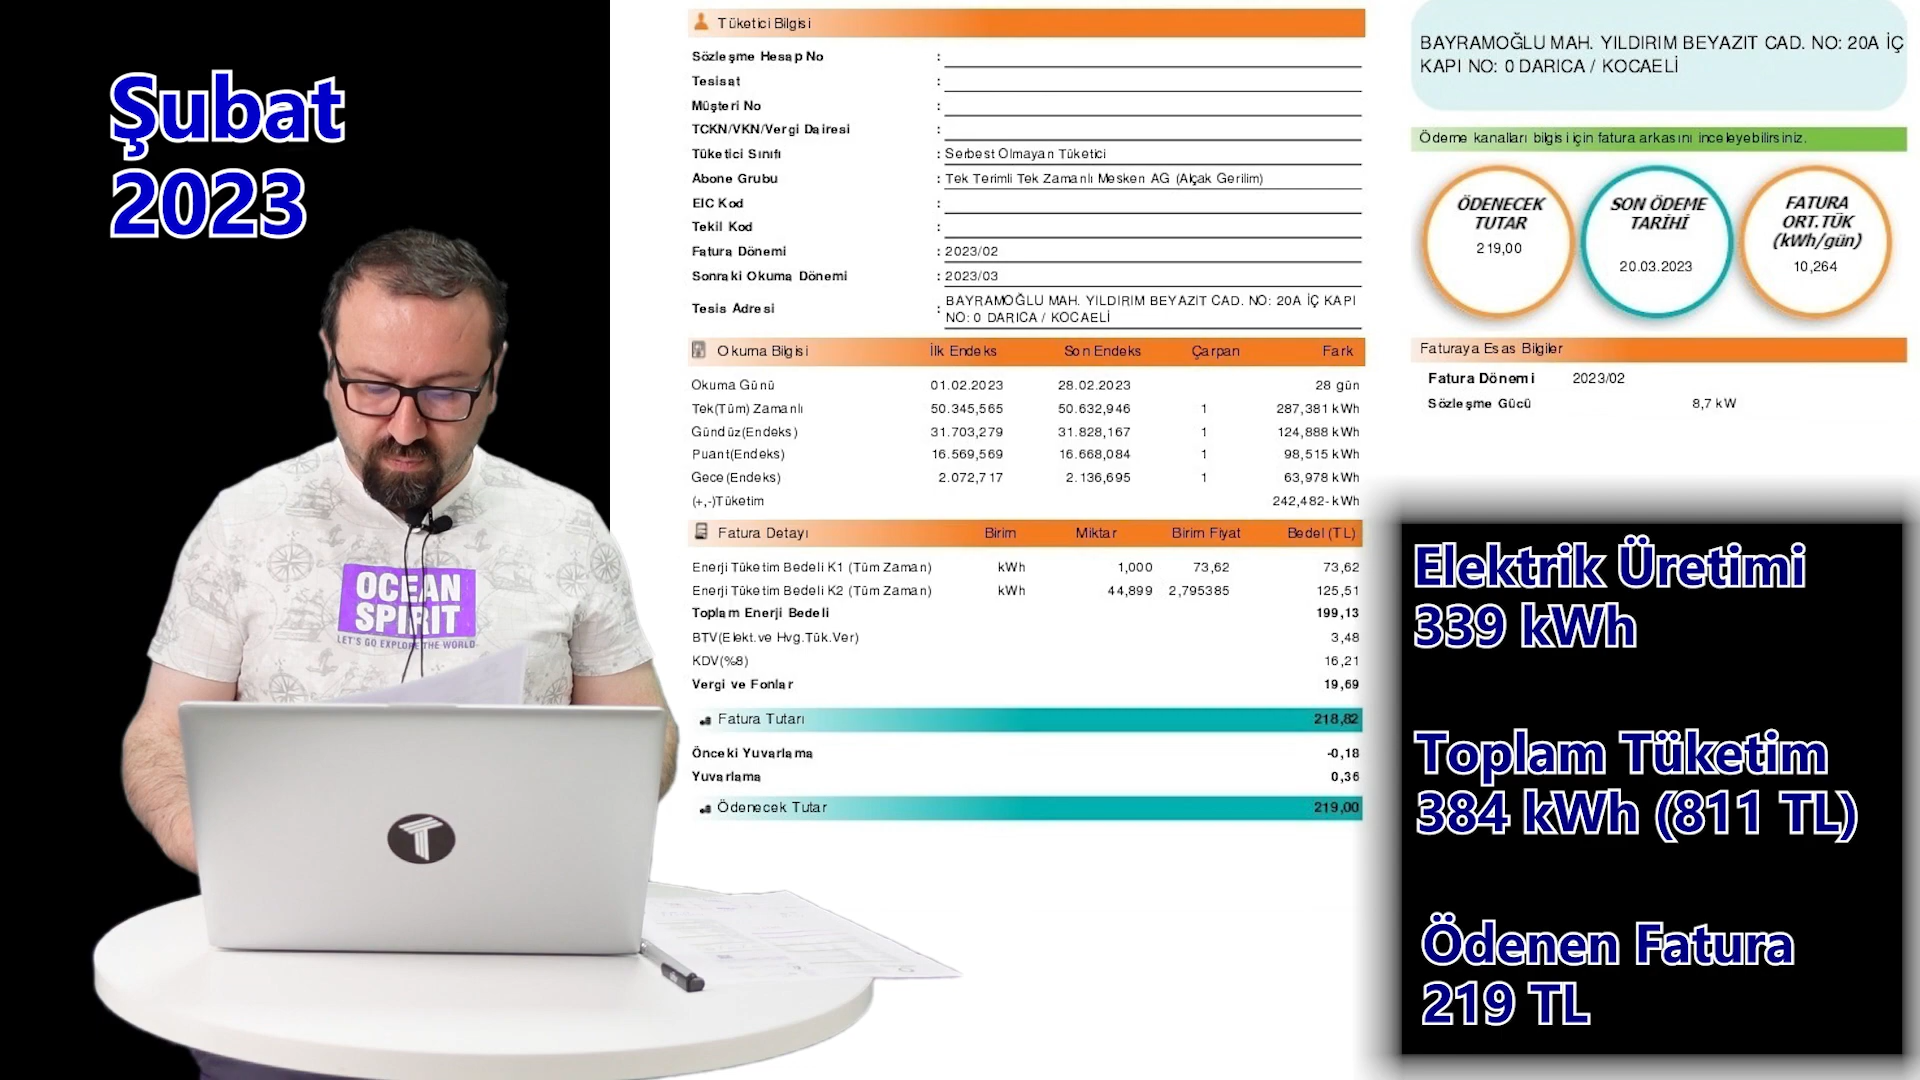 Şubat
2023
OCEAN
SPIRIT
LET'S GO EXPLORE THE WORLD
T
Tüketici Bilgisi
Sözleşme Hesap No :
Tesisat :
Müşteri No :
TCKN/VKN/Vergi Dairesi :
Tüketici Sınıfı : Serbest Olmayan Tüketici
Abone Grubu : Tek Terimli Tek Zamanlı Mesken AG (Alçak Gerilim)
EIC Kod :
Tekil Kod :
Fatura Dönemi : 2023/02
Sonraki Okuma Dönemi : 2023/03
Tesis Adresi : BAYRAMOĞLU MAH. YILDIRIM BEYAZIT CAD. NO: 20A İÇ KAPI
NO: 0 DARICA / KOCAELİ
Okuma Bilgisi İlk Endeks Son Endeks Çarpan Fark
Okuma Günü 01.02.2023 28.02.2023 28 gün
Tek(Tüm) Zamanlı 50.345,565 50.632,946 1 287,381 kWh
Gündüz(Endeks) 31.703,279 31.828,167 1 124,888 kWh
Puant(Endeks) 16.569,569 16.668,084 1 98,515 kWh
Gece(Endeks) 2.072,717 2.136,695 1 63,978 kWh
(+,-)Tüketim 242,482- kWh
Fatura Detayı Birim Miktar Birim Fiyat Bedel (TL)
Enerji Tüketim Bedeli K1 (Tüm Zaman) kWh 1,000 73,62 73,62
Enerji Tüketim Bedeli K2 (Tüm Zaman) kWh 44,899 2,795385 125,51
Toplam Enerji Bedeli 199,13
BTV(Elekt.ve Hvg.Tük.Ver) 3,48
KDV(%8) 16,21
Vergi ve Fonlar 19,69
Fatura Tutarı 218,82
Önceki Yuvarlama -0,18
Yuvarlama 0,36
Ödenecek Tutar 219,00
BAYRAMOĞLU MAH. YILDIRIM BEYAZIT CAD. NO: 20A İÇ
KAPI NO: 0 DARICA / KOCAELİ
Ödeme kanalları bilgisi için fatura arkasını inceleyebilirsiniz.
ÖDENECEK
TUTAR
219,00
SON ÖDEME
TARİHİ
20.03.2023
FATURA
ORT.TÜK
(kWh/gün)
10,264
Faturaya Esas Bilgiler
Fatura Dönemi 2023/02
Sözleşme Gücü 8,7 kW
Elektrik Üretimi
339 kWh
Toplam Tüketim
384 kWh (811 TL)
Ödenen Fatura
219 TL